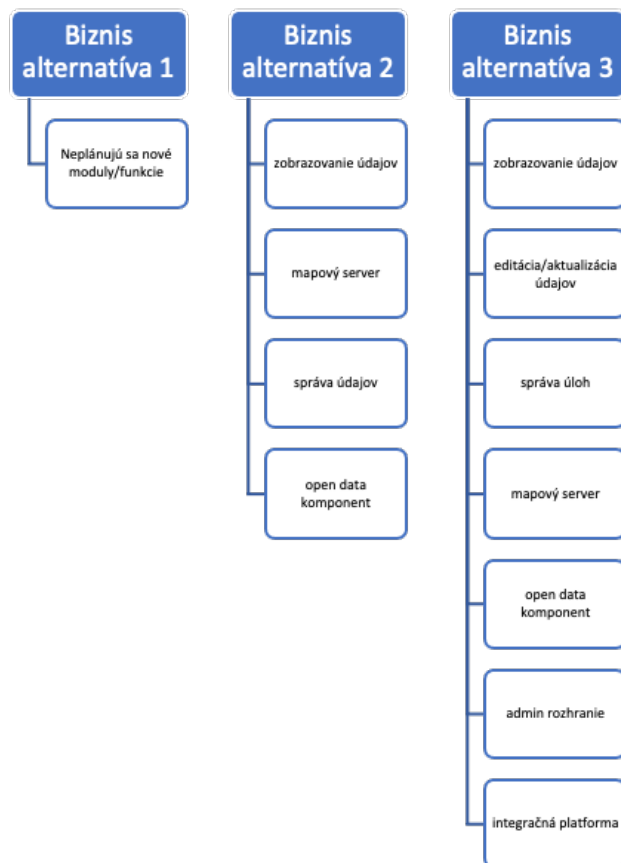 Biznis
alternatíva 1
Neplánujú sa nové
moduly/funkcie
Biznis
alternatíva 2
zobrazovanie údajov
mapový server
správa údajov
open data
komponent
Biznis
alternatíva 3
zobrazovanie údajov
editácia/aktualizácia
údajov
správa úloh
mapový server
open data
komponent
admin rozhranie
integračná platforma